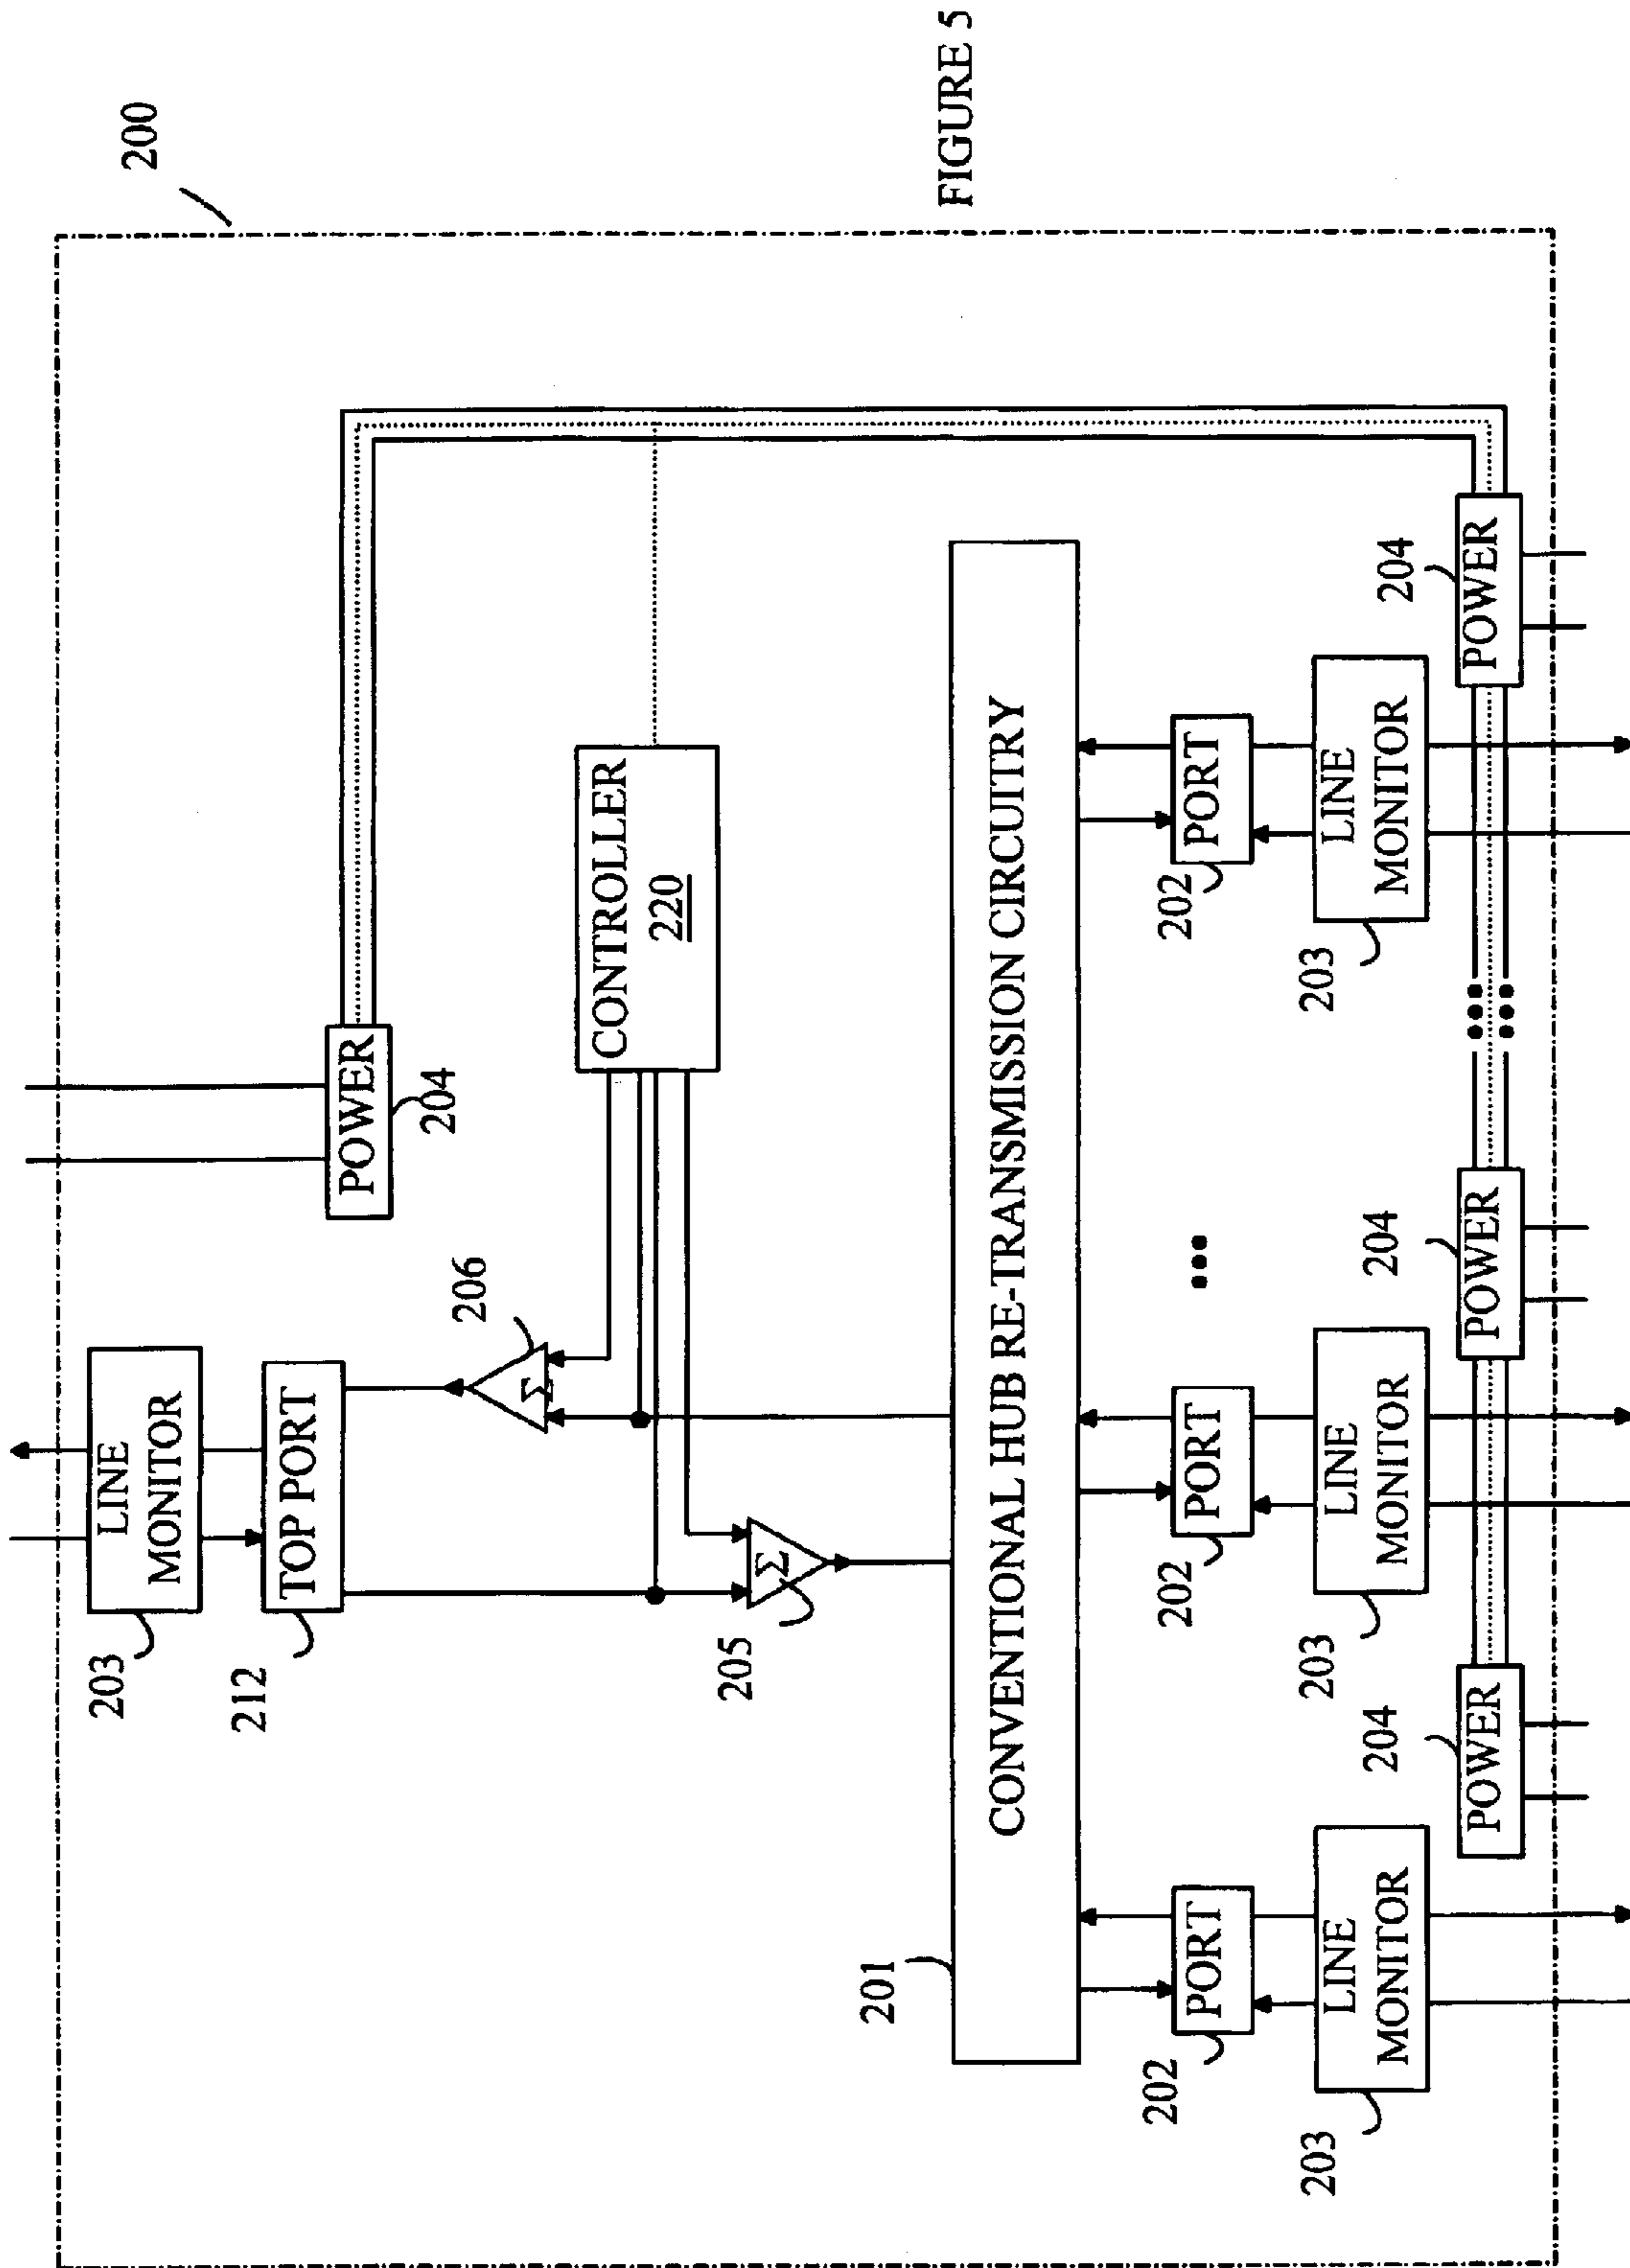 200
203
LINE
MONITOR
212
TOP PORT
206
Σ
POWER
204
205
Σ
CONTROLLER
220
201
CONVENTIONAL HUB RE-TRANSMISSION CIRCUITRY
202
PORT
202
PORT
•••
202
PORT
203
LINE
MONITOR
203
LINE
MONITOR
203
LINE
MONITOR
204
POWER
204
POWER
204
POWER
FIGURE 5